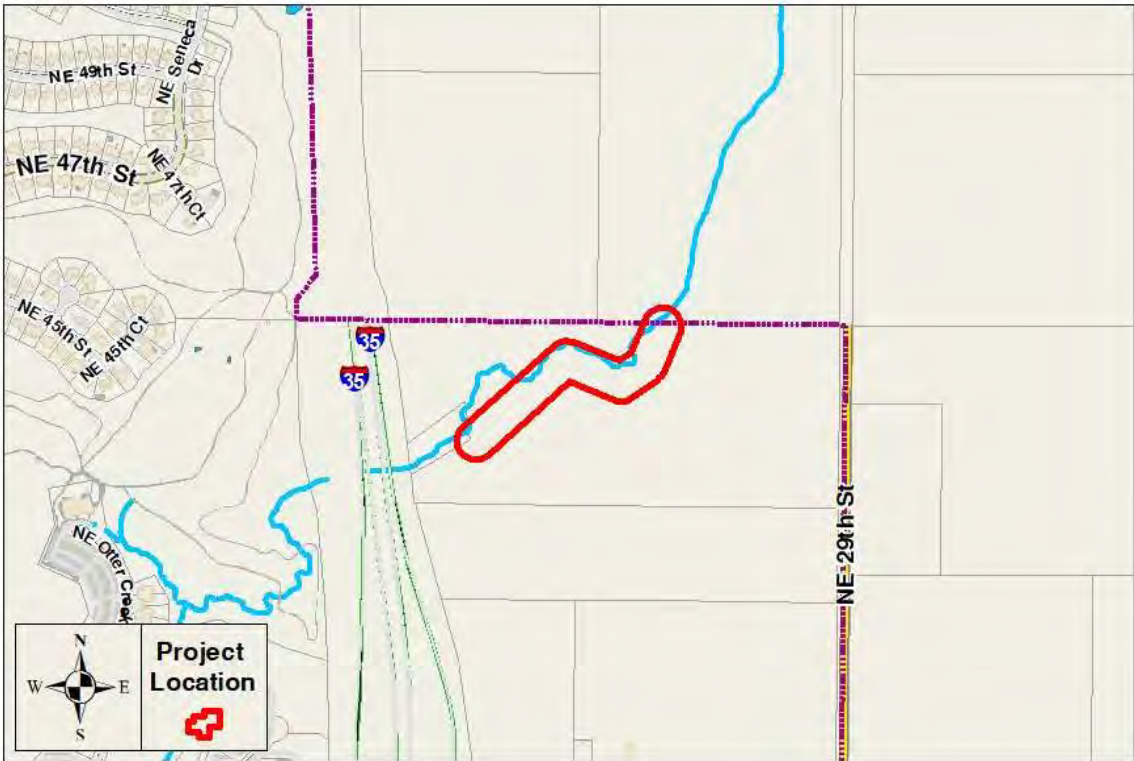 NE 49th St
NE Seneca
Dr
NE 47th St
NE 47th Ct
NE 45th St
NE 45th Ct
35
35
NE 29th St
NE Otter Creek
N
W E
S
Project
Location